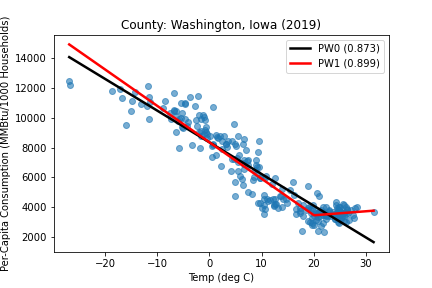 County: Washington, Iowa (2019)
Per-Capita Consumption (MMBtu/1000 Households)
14000
12000
10000
8000
6000
4000
2000
PW0 (0.873)
PW1 (0.899)
−20
−10
0
10
20
30
Temp (deg C)